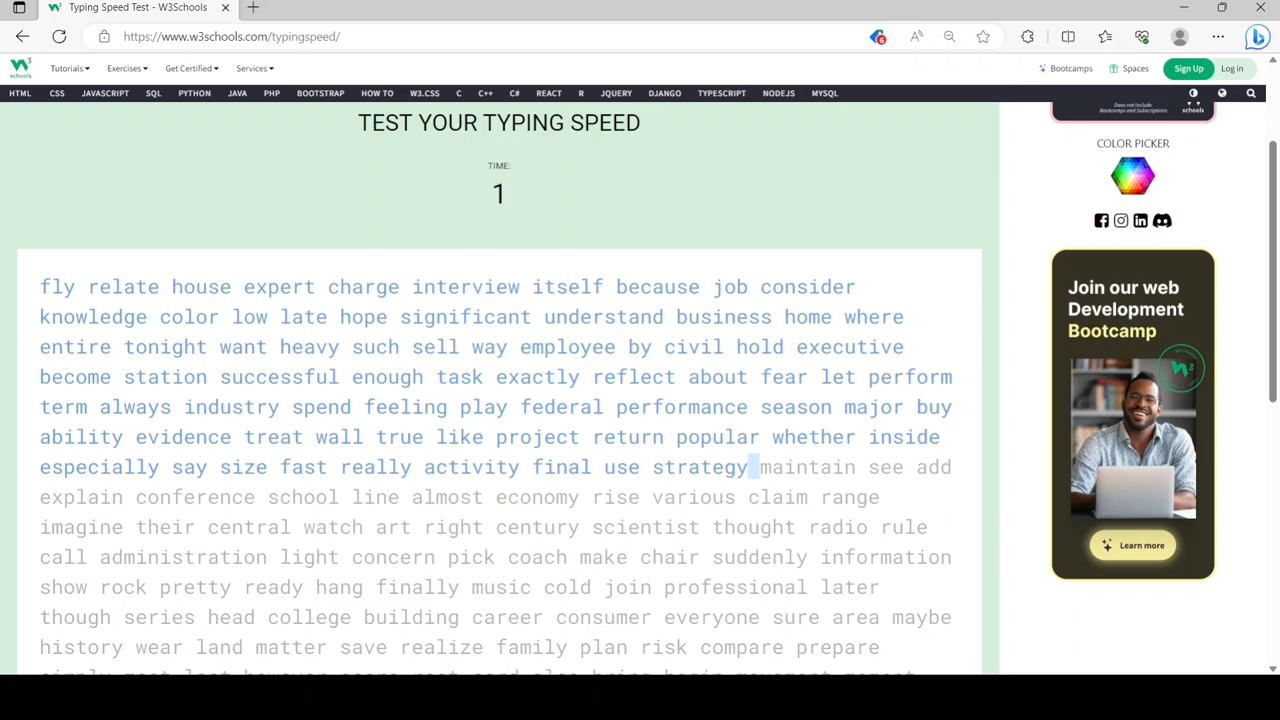 Typing Speed Test - W3Schools
https://www.w3schools.com/typingspeed/
6
schools
Tutorials
Exercises
Get Certified
Services
Bootcamps
Spaces
Sign Up
Log in
HTML CSS JAVASCRIPT SQL PYTHON JAVA PHP BOOTSTRAP HOW TO W3.CSS C C++ C# REACT R JQUERY DJANGO TYPESCRIPT NODEJS MYSQL
TEST YOUR TYPING SPEED
TIME:
1
fly relate house expert charge interview itself because job consider
knowledge color low late hope significant understand business home where
entire tonight want heavy such sell way employee by civil hold executive
become station successful enough task exactly reflect about fear let perform
term always industry spend feeling play federal performance season major buy
ability evidence treat wall true like project return popular whether inside
especially say size fast really activity final use strategy maintain see add
explain conference school line almost economy rise various claim range
imagine their central watch art right century scientist thought radio rule
call administration light concern pick coach make chair suddenly information
show rock pretty ready hang finally music cold join professional later
though series head college building career consumer everyone sure area maybe
history wear land matter save realize family plan risk compare prepare
Does not Include
Bootcamps and Subscriptions
schools
COLOR PICKER
Join our web
Development
Bootcamp
Learn more